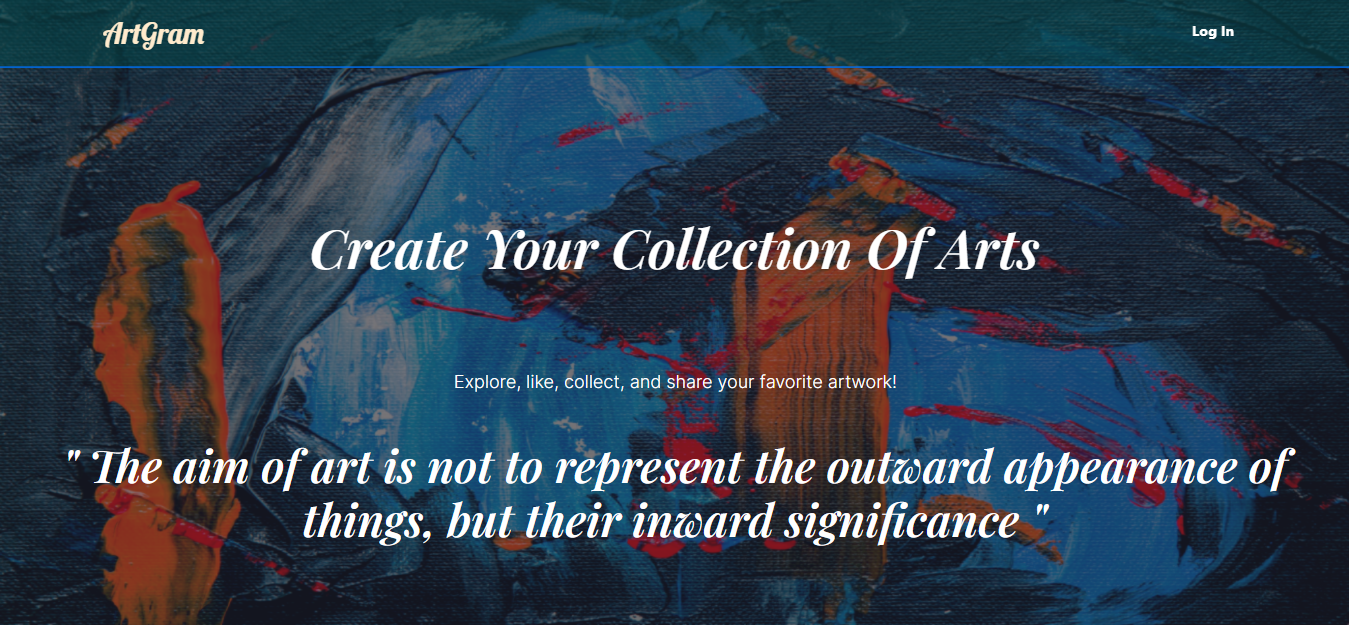 ArtGram
Log In
Create Your Collection Of Arts
Explore, like, collect, and share your favorite artwork!
" The aim of art is not to represent the outward appearance of
things, but their inward significance "